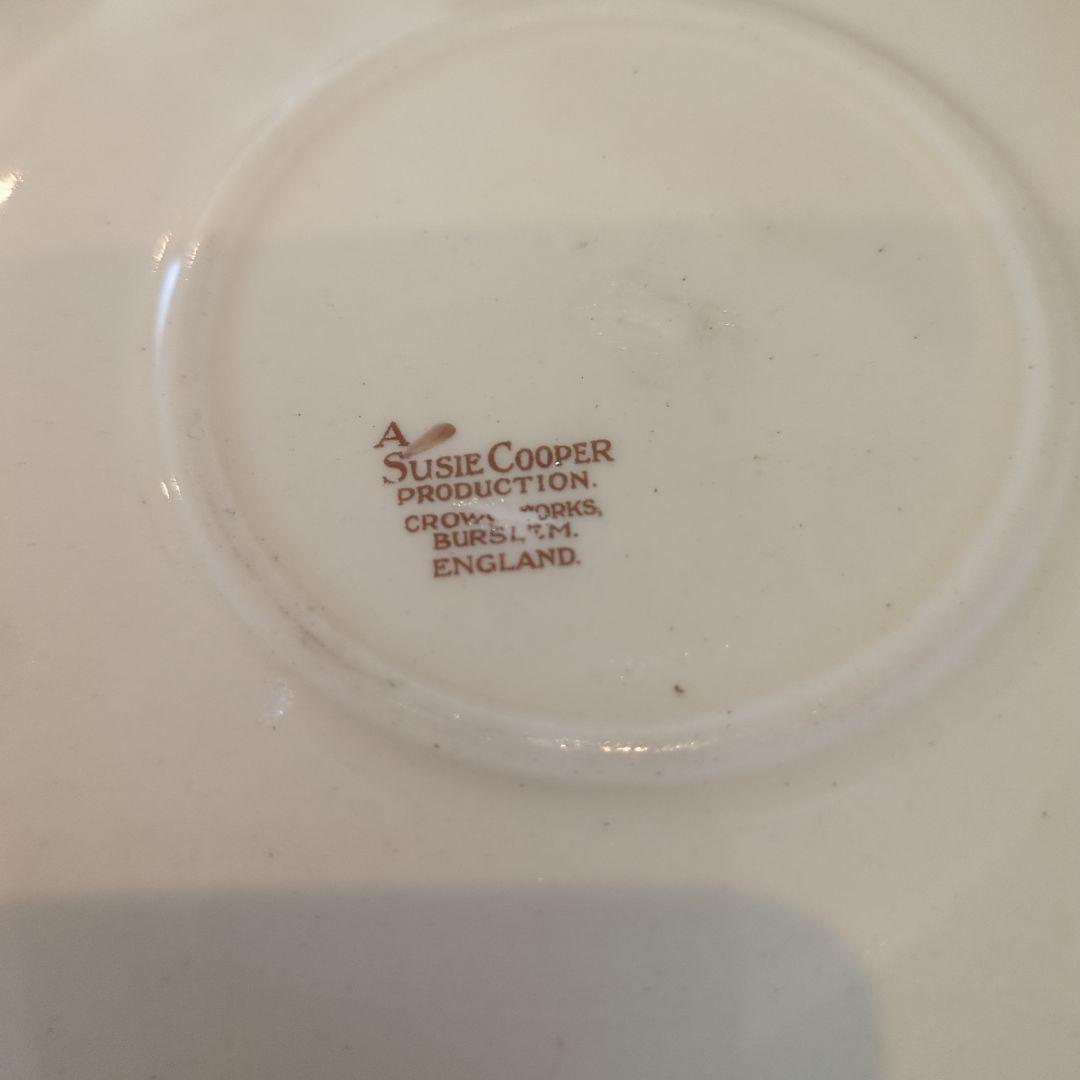 A
SUSIE COOPER
PRODUCTION.
CROWN WORKS,
BURSLEM.
ENGLAND.